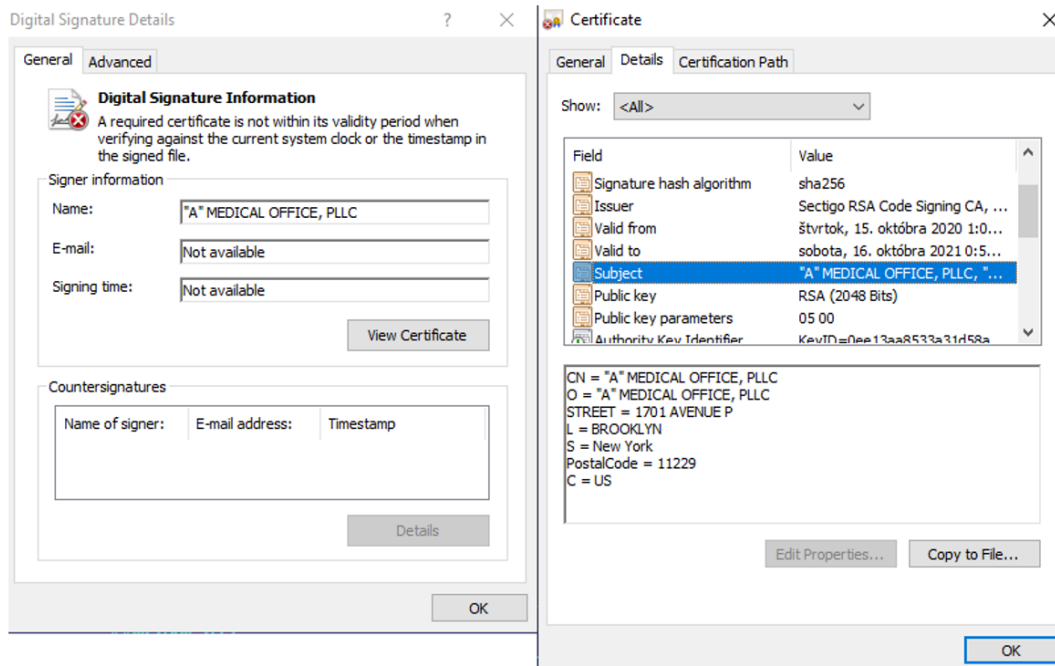 Digital Signature Details
?
General
Advanced
Digital Signature Information
A required certificate is not within its validity period when
verifying against the current system clock or the timestamp in
the signed file.
Signer information
Name:
"A" MEDICAL OFFICE, PLLC
E-mail:
Not available
Signing time:
Not available
View Certificate
Countersignatures
Name of signer:
E-mail address:
Timestamp
Details
OK
Certificate
General
Details
Certification Path
Show:
<All>
Field
Value
Signature hash algorithm
sha256
Issuer
Sectigo RSA Code Signing CA, ...
Valid from
štvrtok, 15. októbra 2020 1:0...
Valid to
sobota, 16. októbra 2021 0:5...
Subject
"A" MEDICAL OFFICE, PLLC, "...
Public key
RSA (2048 Bits)
Public key parameters
05 00
Authority Key Identifier
KeyID=0ee13aa8533a31d58a
CN = "A" MEDICAL OFFICE, PLLC
O = "A" MEDICAL OFFICE, PLLC
STREET = 1701 AVENUE P
L = BROOKLYN
S = New York
PostalCode = 11229
C = US
Edit Properties...
Copy to File...
OK